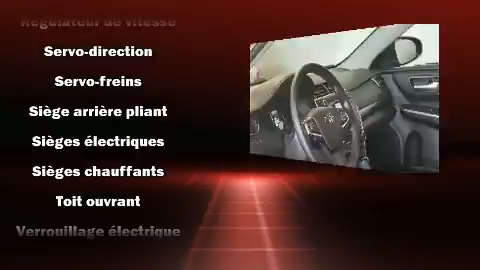 Régulateur de vitesse
Servo-direction
Servo-freins
Siège arrière pliant
Sièges électriques
Sièges chauffants
Toit ouvrant
Verrouillage électrique